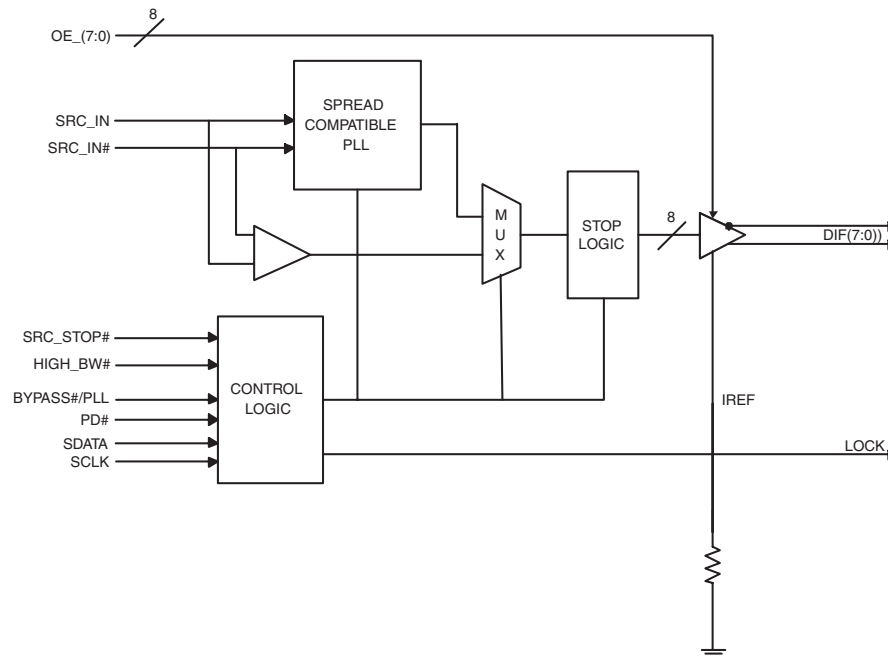 8
OE_(7:0)
SPREAD
COMPATIBLE
PLL
SRC_IN
SRC_IN#
M
U
X
STOP
LOGIC
8
DIF(7:0))
SRC_STOP#
HIGH_BW#
BYPASS#/PLL
PD#
SDATA
SCLK
CONTROL
LOGIC
IREF
LOCK